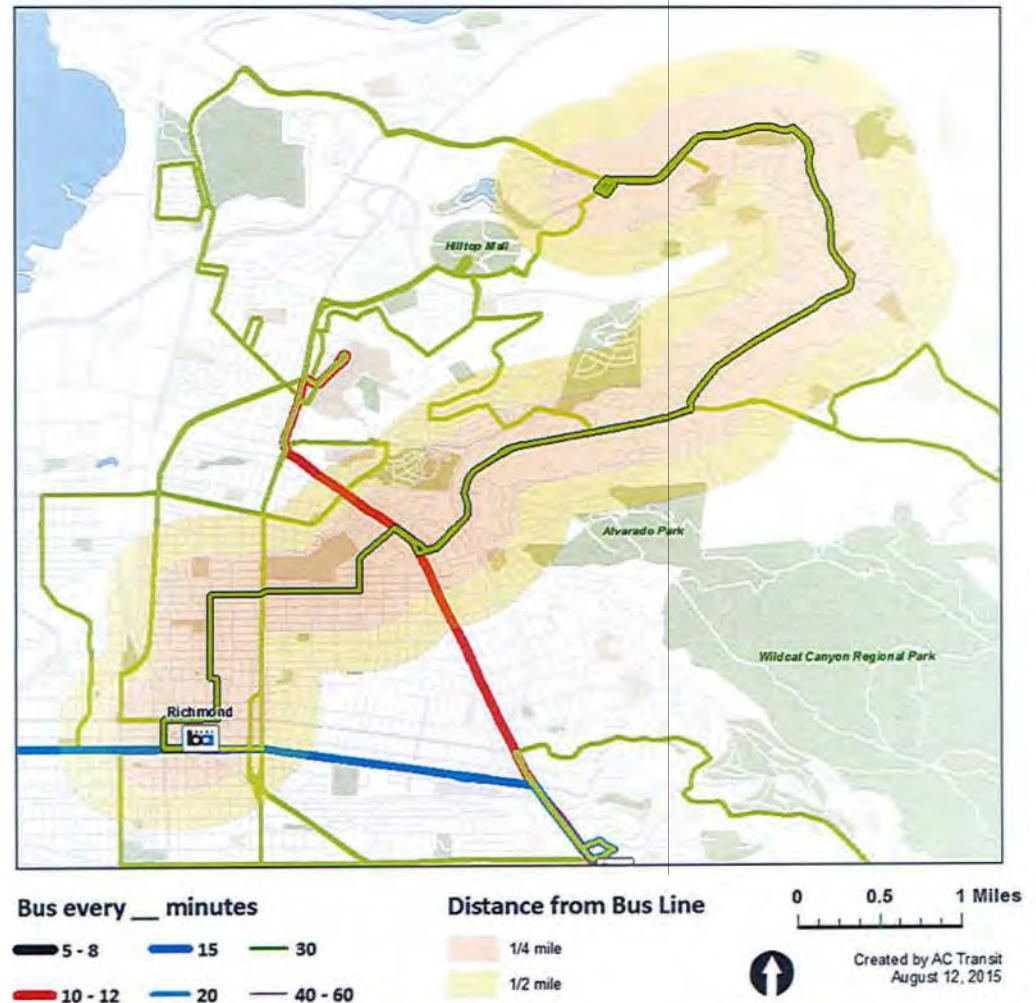 Hilltop Mall
Alvarado Park
Wildcat Canyon Regional Park
Richmond
ba
Bus every __ minutes
5 - 8
15
30
10 - 12
20
40 - 60
Distance from Bus Line
1/4 mile
1/2 mile
0 0.5 1 Miles
Created by AC Transit
August 12, 2015